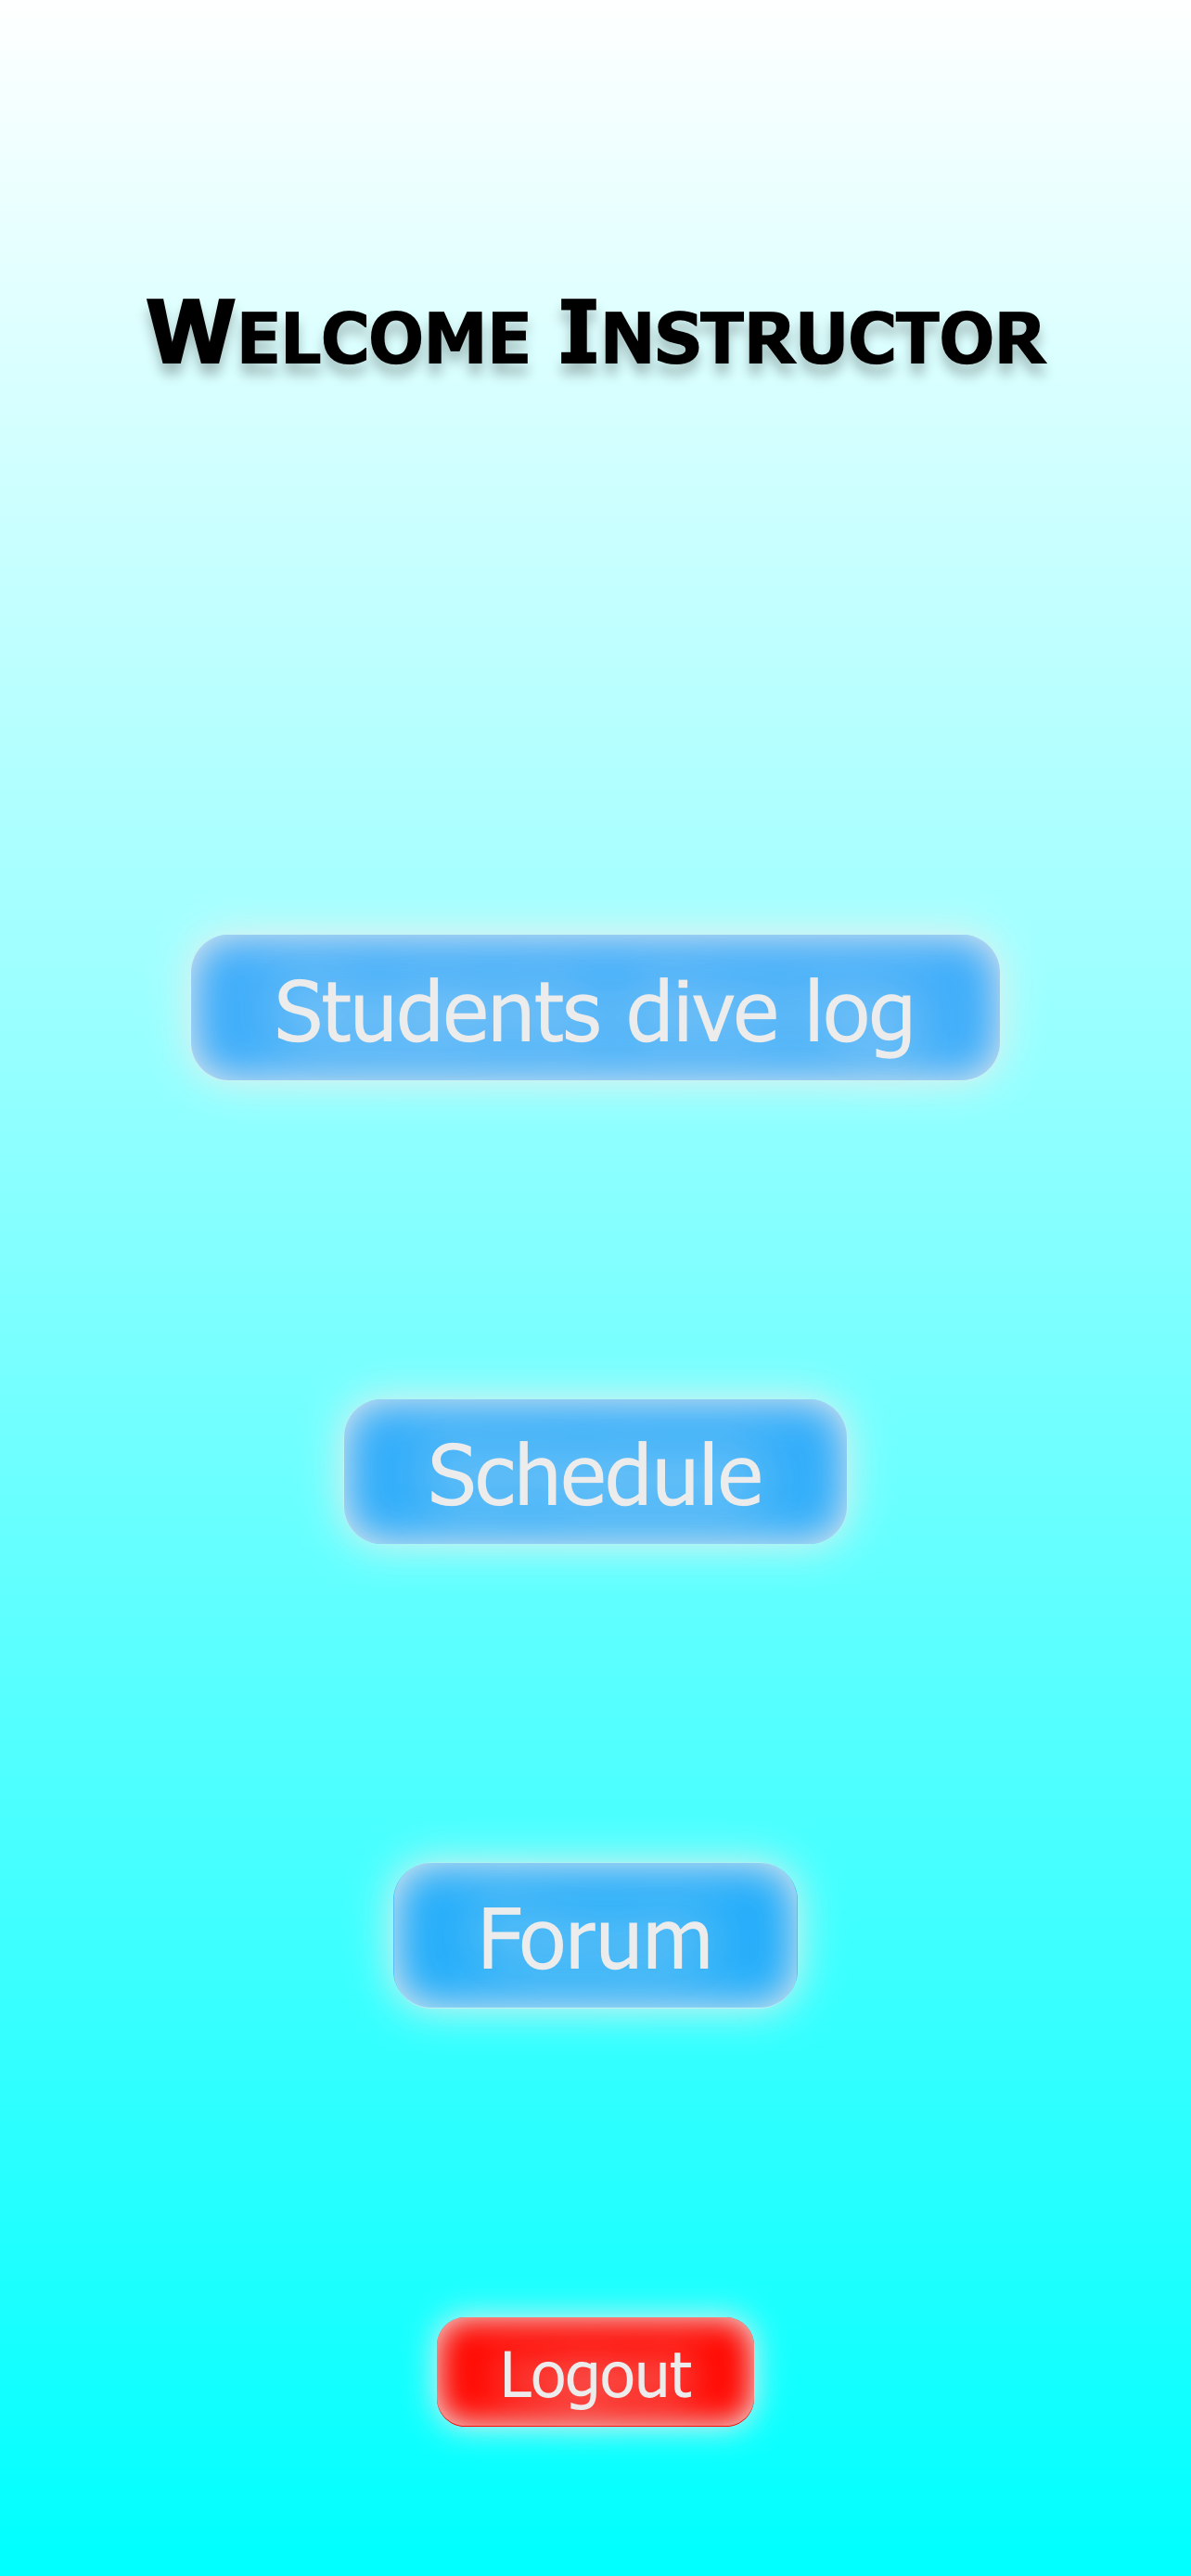 Welcome Instructor
Students dive log
Schedule
Forum
Logout